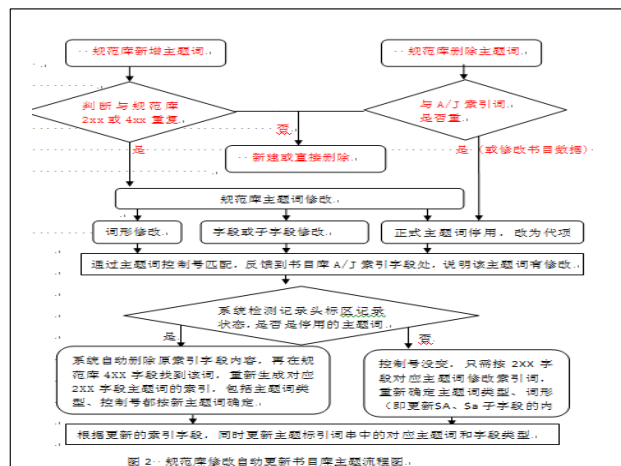 规范库新增主题词.
规范库删除主题词.
判断与规范库
2xx 或 4xx 重复.
与 A/J 索引词.
是否重.
否
是
新建或直接删除.
是 (或修改书目数据)
规范库主题词修改.
词形修改.
字段或子字段修改.
正式主题词停用，改为代项
通过主题词控制号匹配，反馈到书目库 A/J 索引字段处，说明该主题词有修改.
系统检测记录头标区记录
状态，是否是停用的主题词.
是
否
系统自动删除原索引字段内容，再在规
范库 4XX 字段找到该词，重新生成对应
2XX 字段主题词的索引，包括主题词类
型、控制号都按新主题词确定.
控制号没变，只需按 2XX 字
段对应主题词修改索引词，
重新确定主题词类型、词形
（即更新$A、$a 子字段的内
根据更新的索引字段，同时更新主题标引词串中的对应主题词和字段类型.
图 2 规范库修改自动更新书目库主题流程图.